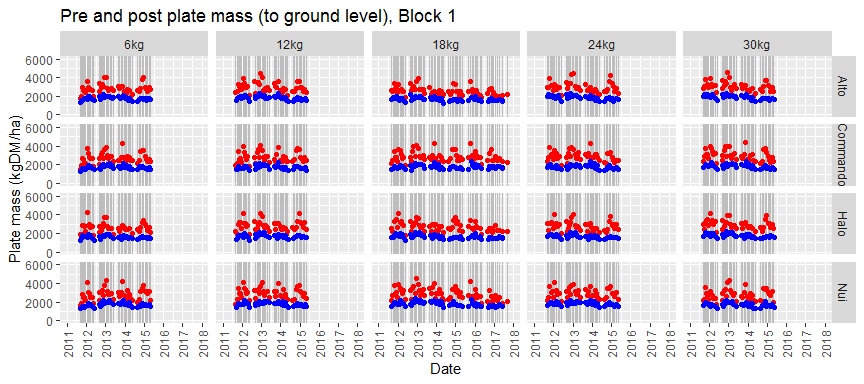 Pre and post plate mass (to ground level), Block 1
6kg 12kg 18kg 24kg 30kg
Plate mass (kgDM/ha)
6000
4000
2000
0
Alto
6000
4000
2000
0
Commando
6000
4000
2000
0
Halo
6000
4000
2000
0
Nui
2011 2012 2013 2014 2015 2016 2017 2018 2011 2012 2013 2014 2015 2016 2017 2018 2011 2012 2013 2014 2015 2016 2017 2018 2011 2012 2013 2014 2015 2016 2017 2018 2011 2012 2013 2014 2015 2016 2017 2018
Date